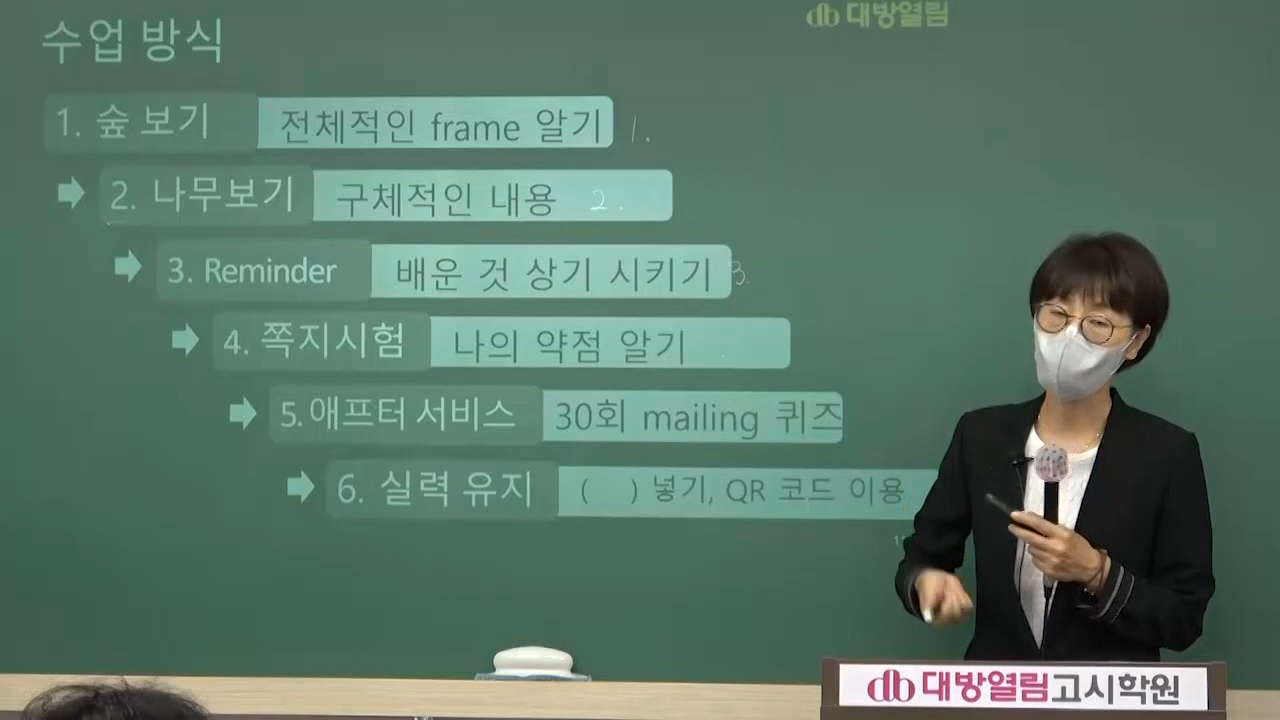 db 대방열림
수업 방식
1. 숲 보기 전체적인 frame 알기 1.
2. 나무보기 구체적인 내용 2.
3. Reminder 배운 것 상기 시키기 3.
4. 쪽지시험 나의 약점 알기
5.애프터 서비스 30회 mailing 퀴즈
6. 실력 유지 ( ) 넣기, QR 코드 이용
db 대방열림고시학원